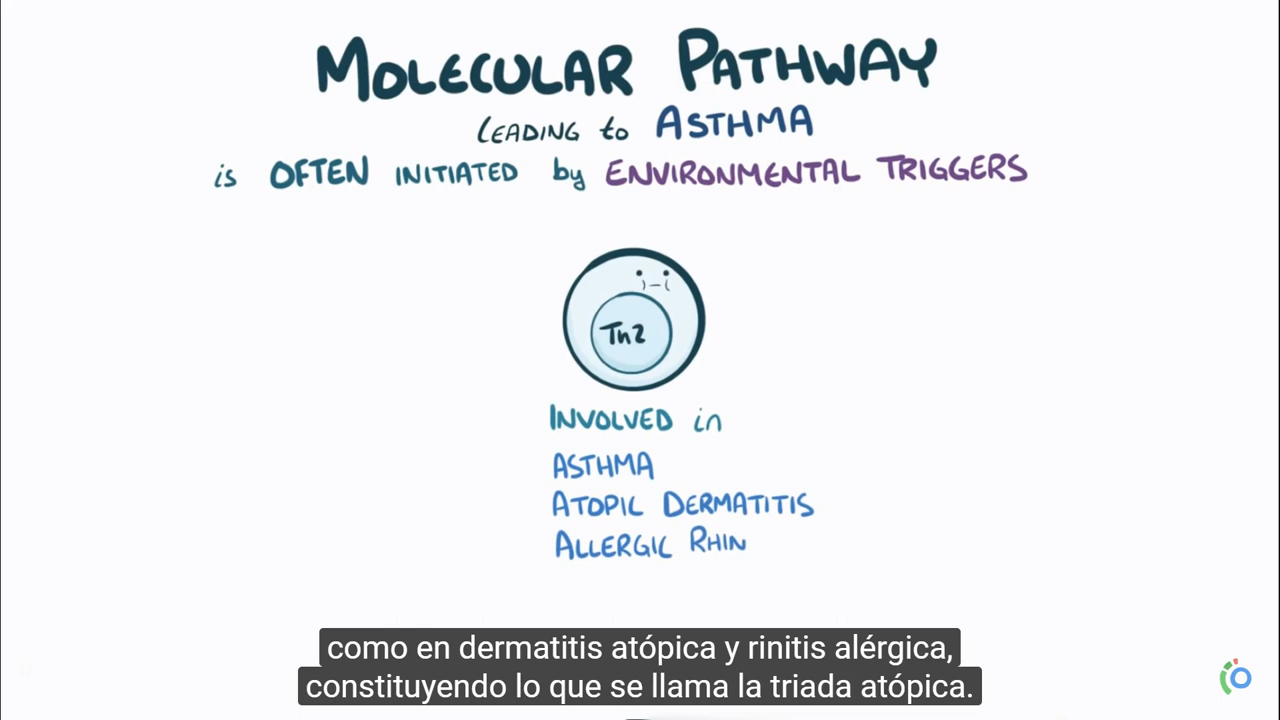 MOLECULAR PATHWAY
LEADING to ASTHMA
is OFTEN INITIATED by ENVIRONMENTAL TRIGGERS
Th2
INVOLVED in
ASTHMA
ATOPIC DERMATITIS
ALLERGIC RHIN
como en dermatitis atópica y rinitis alérgica,
constituyendo lo que se llama la triada atópica.